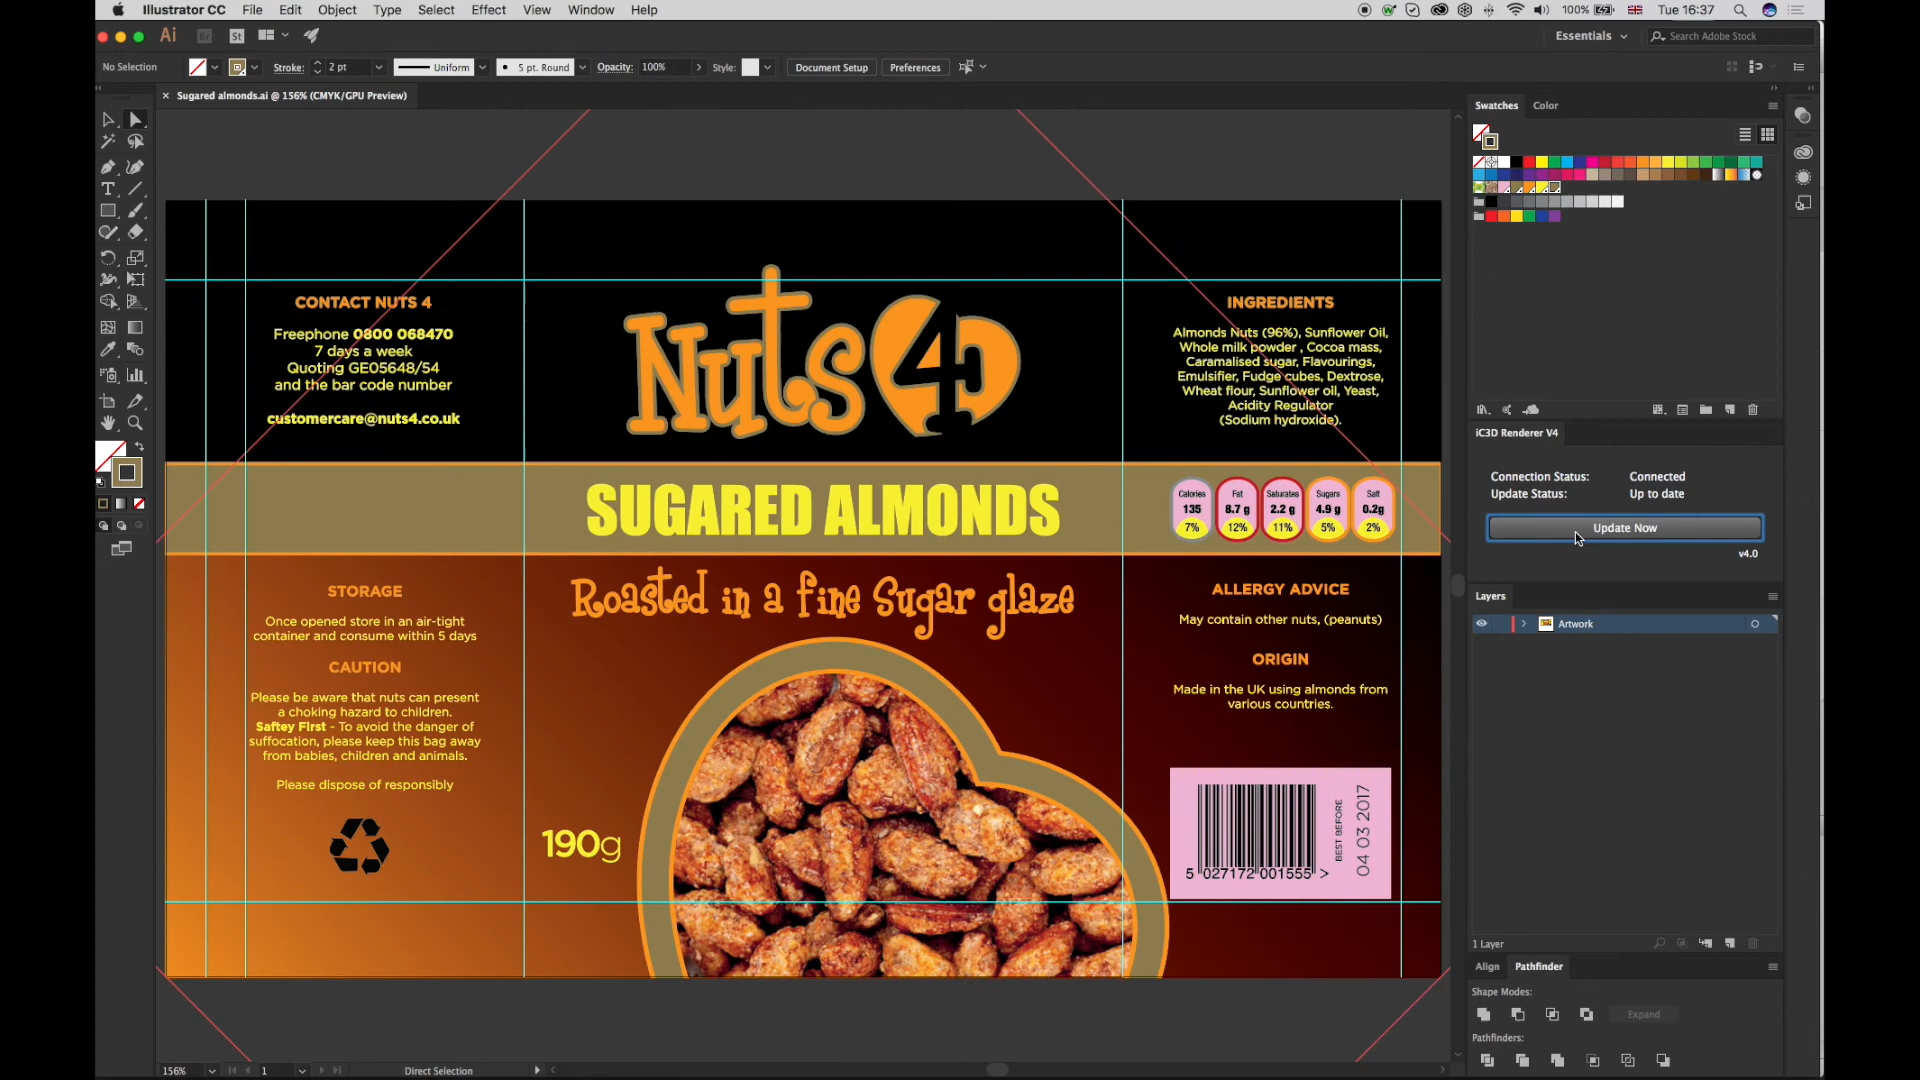 Illustrator CC File Edit Object Type Select Effect View Window Help
100% Tue 16:37
Ai Br St
Essentials
Search Adobe Stock
No Selection
Stroke: 2 pt
Uniform
5 pt. Round
Opacity: 100%
Style:
Document Setup
Preferences
× Sugared almonds.ai @ 156% (CMYK/GPU Preview)
CONTACT NUTS 4
Freephone 0800 068470
7 days a week
Quoting GE05648/54
and the bar code number
customercare@nuts4.co.uk
Nuts 4
INGREDIENTS
Almonds Nuts (96%), Sunflower Oil,
Whole milk powder , Cocoa mass,
Caramalised sugar, Flavourings,
Emulsifier, Fudge cubes, Dextrose,
Wheat flour, Sunflower oil, Yeast,
Acidity Regulator
(Sodium hydroxide).
SUGARED ALMONDS
Calories 135 7%
Fat 8.7 g 12%
Saturates 2.2 g 11%
Sugars 4.9 g 5%
Salt 0.2g 2%
Roasted in a fine Sugar glaze
STORAGE
Once opened store in an air-tight
container and consume within 5 days
CAUTION
Please be aware that nuts can present
a choking hazard to children.
Saftey First - To avoid the danger of
suffocation, please keep this bag away
from babies, children and animals.
Please dispose of responsibly
190g
ALLERGY ADVICE
May contain other nuts, (peanuts)
ORIGIN
Made in the UK using almonds from
various countries.
5 027172 001555 >
BEST BEFORE
04 03 2017
Swatches Color
iC3D Renderer V4
Connection Status: Connected
Update Status: Up to date
Update Now
v4.0
Layers
Artwork
1 Layer
Align Pathfinder
Shape Modes:
Expand
Pathfinders:
156% 1 Direct Selection